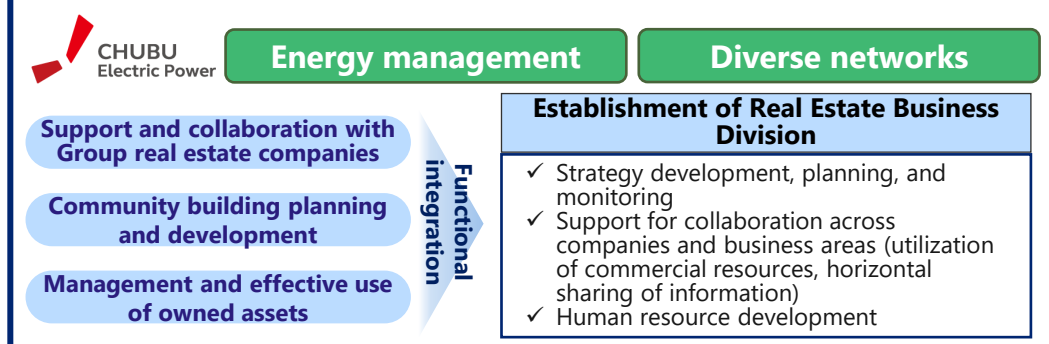 CHUBU
Electric Power
Energy management
Diverse networks
Support and collaboration with
Group real estate companies
Community building planning
and development
Management and effective use
of owned assets
Functional
integration
Establishment of Real Estate Business
Division
✓ Strategy development, planning, and
monitoring
✓ Support for collaboration across
companies and business areas (utilization
of commercial resources, horizontal
sharing of information)
✓ Human resource development